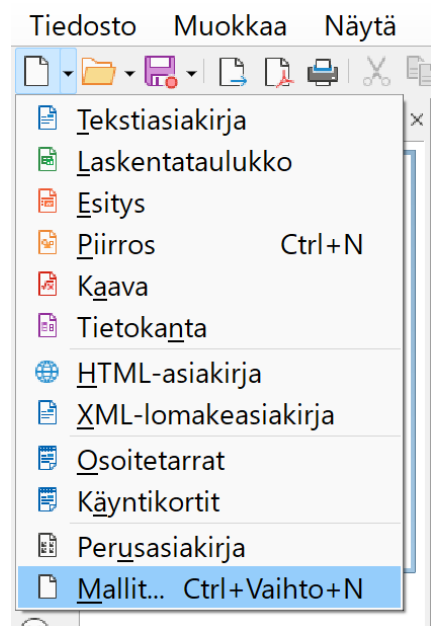 Tiedosto Muokkaa Näytä
Tekstiasiakirja
Laskentataulukko
Esitys
Piirros Ctrl+N
Kaava
Tietokanta
HTML-asiakirja
XML-lomakeasiakirja
Osoitetarrat
Käyntikortit
Perusasiakirja
Mallit... Ctrl+Vaihto+N